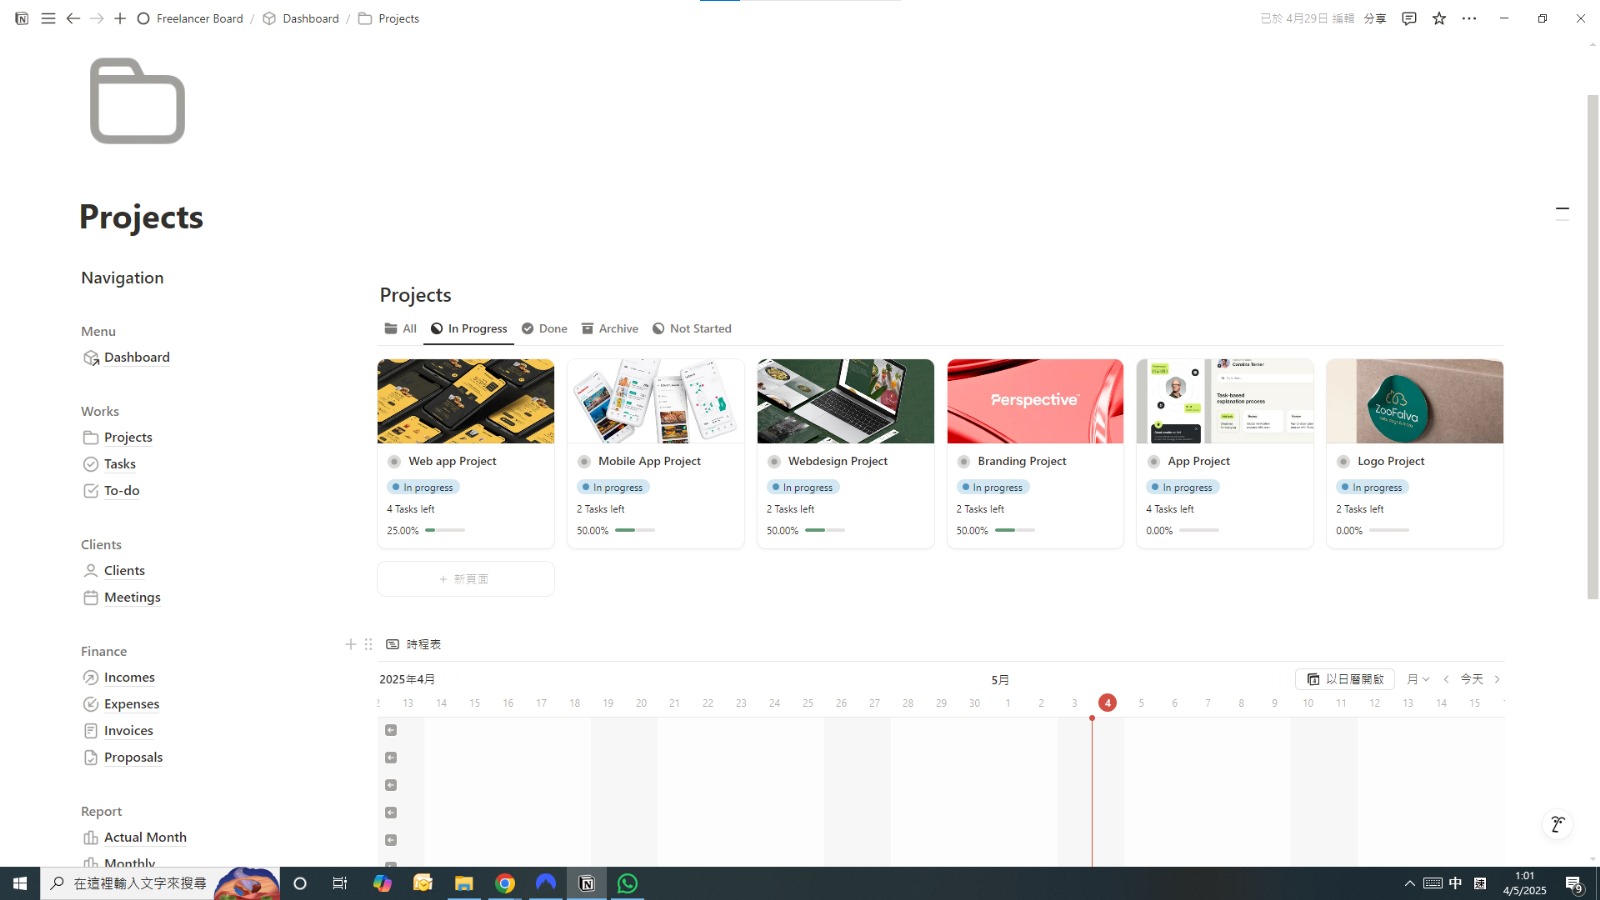 Freelancer Board / Dashboard / Projects
已於 4月29日 編輯 分享
Projects
Navigation
Menu
Dashboard
Works
Projects
Tasks
To-do
Clients
Clients
Meetings
Finance
Incomes
Expenses
Invoices
Proposals
Report
Actual Month
Monthly
Projects
All In Progress Done Archive Not Started
Perspective
Carolina Terner
Task-based
explanation process
ZooFalva
Web app Project
In progress
4 Tasks left
25.00%
Mobile App Project
In progress
2 Tasks left
50.00%
Webdesign Project
In progress
2 Tasks left
50.00%
Branding Project
In progress
2 Tasks left
50.00%
App Project
In progress
4 Tasks left
0.00%
Logo Project
In progress
2 Tasks left
0.00%
+ 新頁面
時程表
2025年4月 5月 以日曆開啟 月 今天
13 14 15 16 17 18 19 20 21 22 23 24 25 26 27 28 29 30 1 2 3 4 5 6 7 8 9 10 11 12 13 14 15
在這裡輸入文字來搜尋
中
1:01
4/5/2025
9